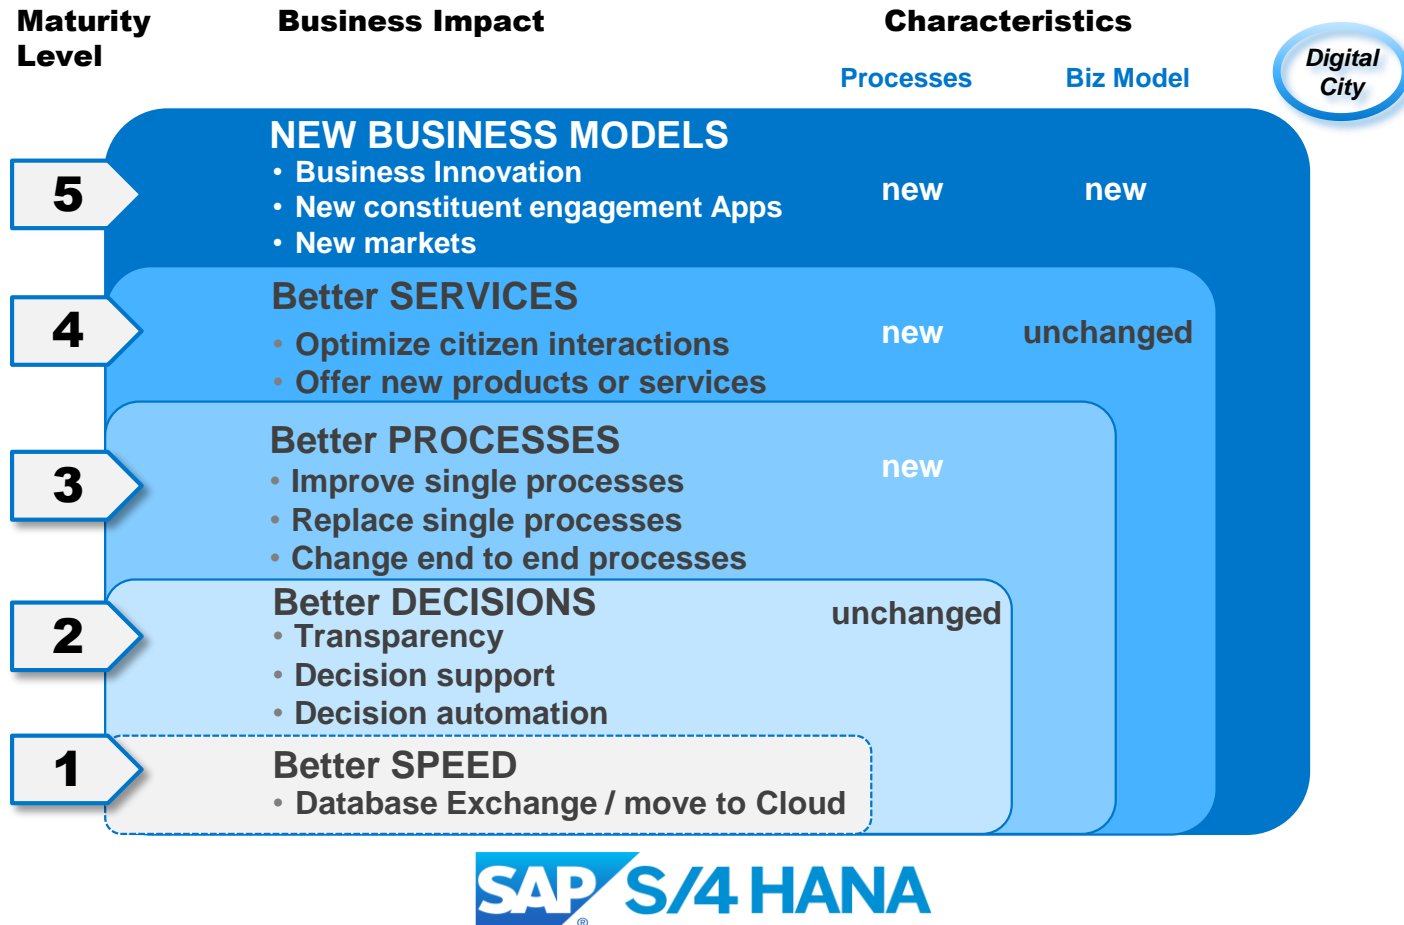 Maturity Level
Business Impact
Characteristics
Processes
Biz Model
Digital
City
5
NEW BUSINESS MODELS
• Business Innovation
• New constituent engagement Apps
• New markets
new
new
4
Better SERVICES
• Optimize citizen interactions
• Offer new products or services
new
unchanged
3
Better PROCESSES
• Improve single processes
• Replace single processes
• Change end to end processes
new
2
Better DECISIONS
• Transparency
• Decision support
• Decision automation
unchanged
1
Better SPEED
• Database Exchange / move to Cloud
SAP® S/4 HANA